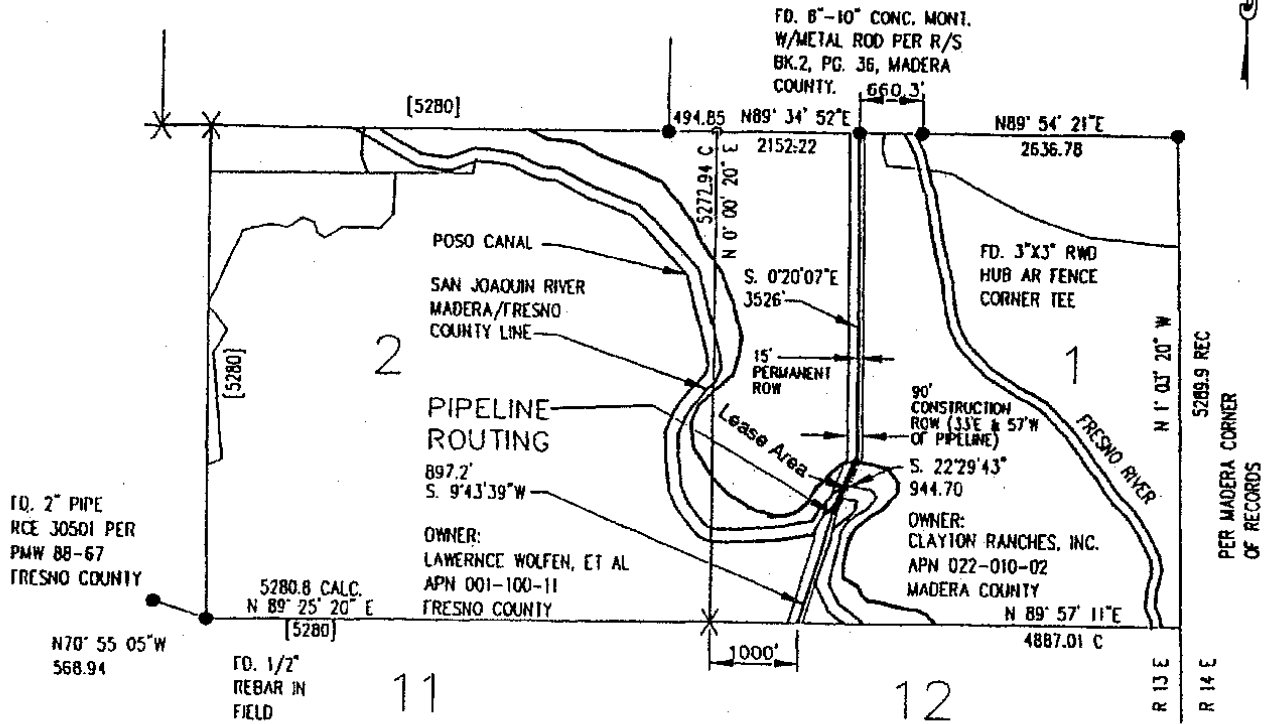 FD. 8"-10" CONC. MONT.
W/METAL ROD PER R/S
BK.2, PG. 36, MADERA
COUNTY.
660.3'
[5280]
494.85
N89° 34' 52"E
2152.22
N89° 54' 21"E
2636.78
5272.94 C
N 0° 00' 20" E
POSO CANAL
SAN JOAQUIN RIVER
MADERA/FRESNO
COUNTY LINE
S. 0°20'07"E
3526'
FD. 3"X3" RWD
HUB AR FENCE
CORNER TEE
2
[5280]
15'
PERMANENT
ROW
1
N 1° 03' 20" W
5289.9 REC
PER MADERA CORNER
OF RECORDS
PIPELINE
ROUTING
Lease Area
90'
CONSTRUCTION
ROW (33'E & 57'W
OF PIPELINE)
FRESNO RIVER
897.2'
S. 9°43'39"W
S. 22°29'43"
944.70
FD. 2" PIPE
RCE 30501 PER
PMW 88-67
FRESNO COUNTY
OWNER:
LAWERNCE WOLFEN, ET AL
APN 001-100-11
FRESNO COUNTY
OWNER:
CLAYTON RANCHES, INC.
APN 022-010-02
MADERA COUNTY
5280.8 CALC.
N 89° 25' 20" E
[5280]
N 89° 57' 11"E
4887.01 C
N70° 55 05"W
568.94
FD. 1/2"
REBAR IN
FIELD
1000'
11
12
R 13 E
R 14 E